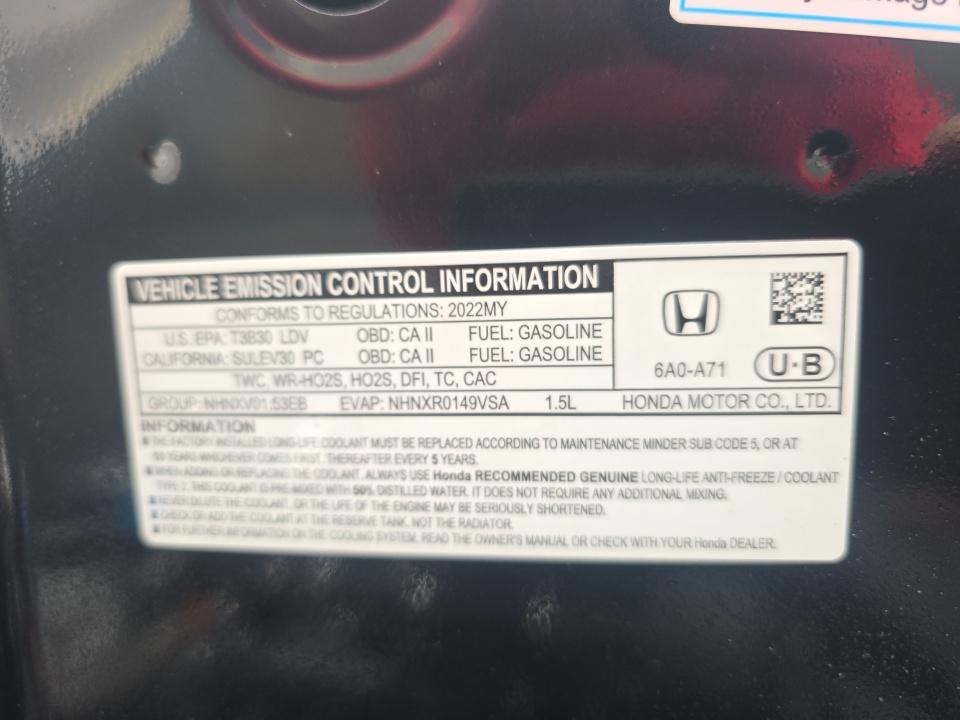 VEHICLE EMISSION CONTROL INFORMATION
CONFORMS TO REGULATIONS: 2022MY
U.S. EPA: T3B30 LDV OBD: CA II FUEL: GASOLINE
CALIFORNIA: SULEV30 PC OBD: CA II FUEL: GASOLINE
TWC, WR-HO2S, HO2S, DFI, TC, CAC
6A0-A71 U·B
GROUP: NHNXV01.53EB EVAP: NHNXR0149VSA 1.5L HONDA MOTOR CO., LTD.
INFORMATION
■ THE FACTORY INSTALLED LONG-LIFE COOLANT MUST BE REPLACED ACCORDING TO MAINTENANCE MINDER SUB CODE 5, OR AT
10 YEARS WHICHEVER COMES FIRST. THEREAFTER EVERY 5 YEARS.
■ WHEN ADDING OR REPLACING THE COOLANT, ALWAYS USE Honda RECOMMENDED GENUINE LONG-LIFE ANTI-FREEZE / COOLANT
TYPE 2. THIS COOLANT IS PRE-MIXED WITH 50% DISTILLED WATER. IT DOES NOT REQUIRE ANY ADDITIONAL MIXING.
■ NEVER DILUTE THE COOLANT, OR THE LIFE OF THE ENGINE MAY BE SERIOUSLY SHORTENED.
■ CHECK OR ADD THE COOLANT AT THE RESERVE TANK, NOT THE RADIATOR.
■ FOR FURTHER INFORMATION ON THE COOLING SYSTEM, READ THE OWNER'S MANUAL OR CHECK WITH YOUR Honda DEALER.